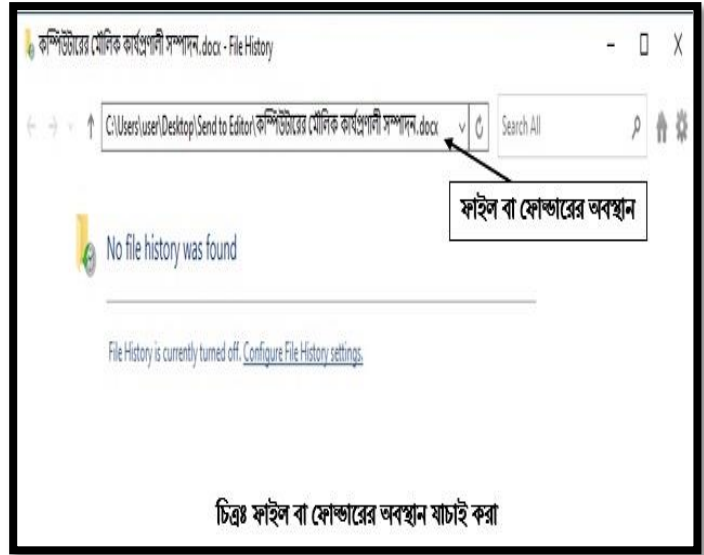 কম্পিউটারের মৌলিক কার্যপ্রণালী সম্পাদন.docx - File History
C:\Users\user\Desktop\Send to Editor\কম্পিউটারের মৌলিক কার্যপ্রণালী সম্পাদন.docx Search All
ফাইল বা ফোল্ডারের অবস্থান
No file history was found
File History is currently turned off. Configure File History settings.
চিত্রঃ ফাইল বা ফোল্ডারের অবস্থান যাচাই করা